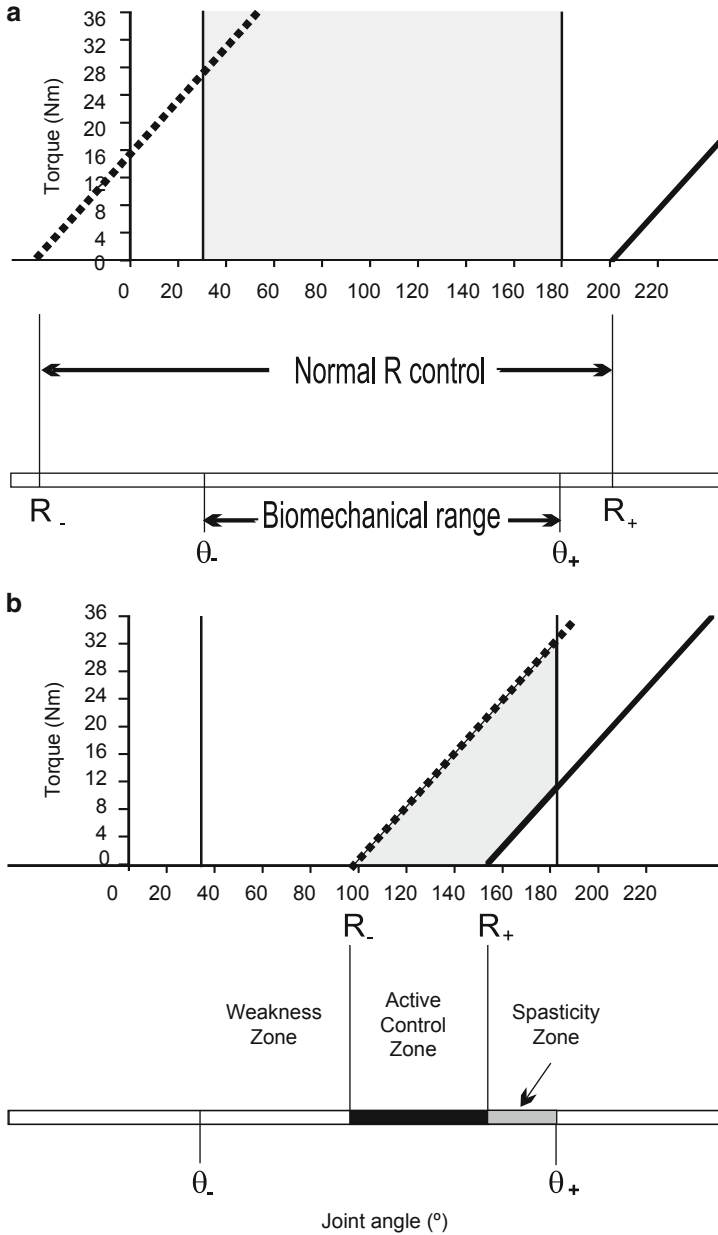 a
36
32
28
24
20
16
12
8
4
0
Torque (Nm)
0 20 40 60 80 100 120 140 160 180 200 220
Normal R control
R - R +
Biomechanical range
θ- θ+
b
36
32
28
24
20
16
12
8
4
0
Torque (Nm)
0 20 40 60 80 100 120 140 160 180 200 220
R- R+
Weakness
Zone
Active
Control
Zone
Spasticity
Zone
θ- θ+
Joint angle (º)